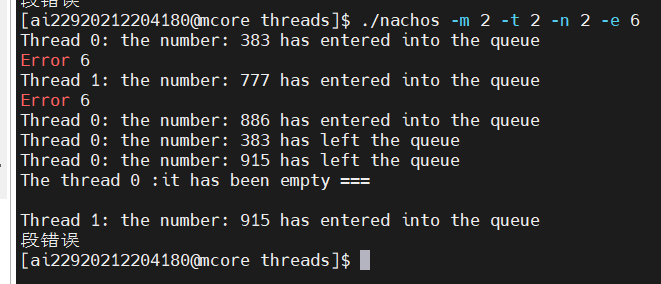 段错误
[ai22920212204180@mcore threads]$ ./nachos -m 2 -t 2 -n 2 -e 6
Thread 0: the number: 383 has entered into the queue
Error 6
Thread 1: the number: 777 has entered into the queue
Error 6
Thread 0: the number: 886 has entered into the queue
Thread 0: the number: 383 has left the queue
Thread 0: the number: 915 has left the queue
The thread 0 :it has been empty ===
Thread 1: the number: 915 has entered into the queue
段错误
[ai22920212204180@mcore threads]$